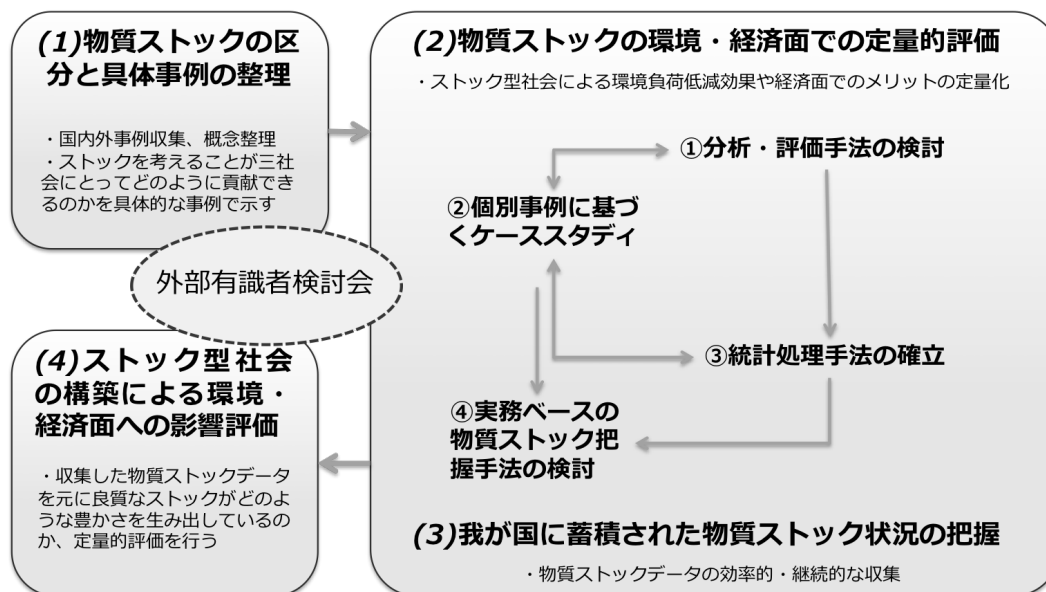 (1)物質ストックの区
分と具体事例の整理
・国内外事例収集、概念整理
・ストックを考えることが三社
会にとってどのように貢献でき
るのかを具体的な事例で示す
(2)物質ストックの環境・経済面での定量的評価
・ストック型社会による環境負荷低減効果や経済面でのメリットの定量化
①分析・評価手法の検討
②個別事例に基づ
くケーススタディ
外部有識者検討会
③統計処理手法の確立
④実務ベースの
物質ストック把
握手法の検討
(3)我が国に蓄積された物質ストック状況の把握
・物質ストックデータの効率的・継続的な収集
(4)ストック型社会
の構築による環境・
経済面への影響評価
・収集した物質ストックデータ
を元に良質なストックがどのよ
うな豊かさを生み出しているの
か、定量的評価を行う